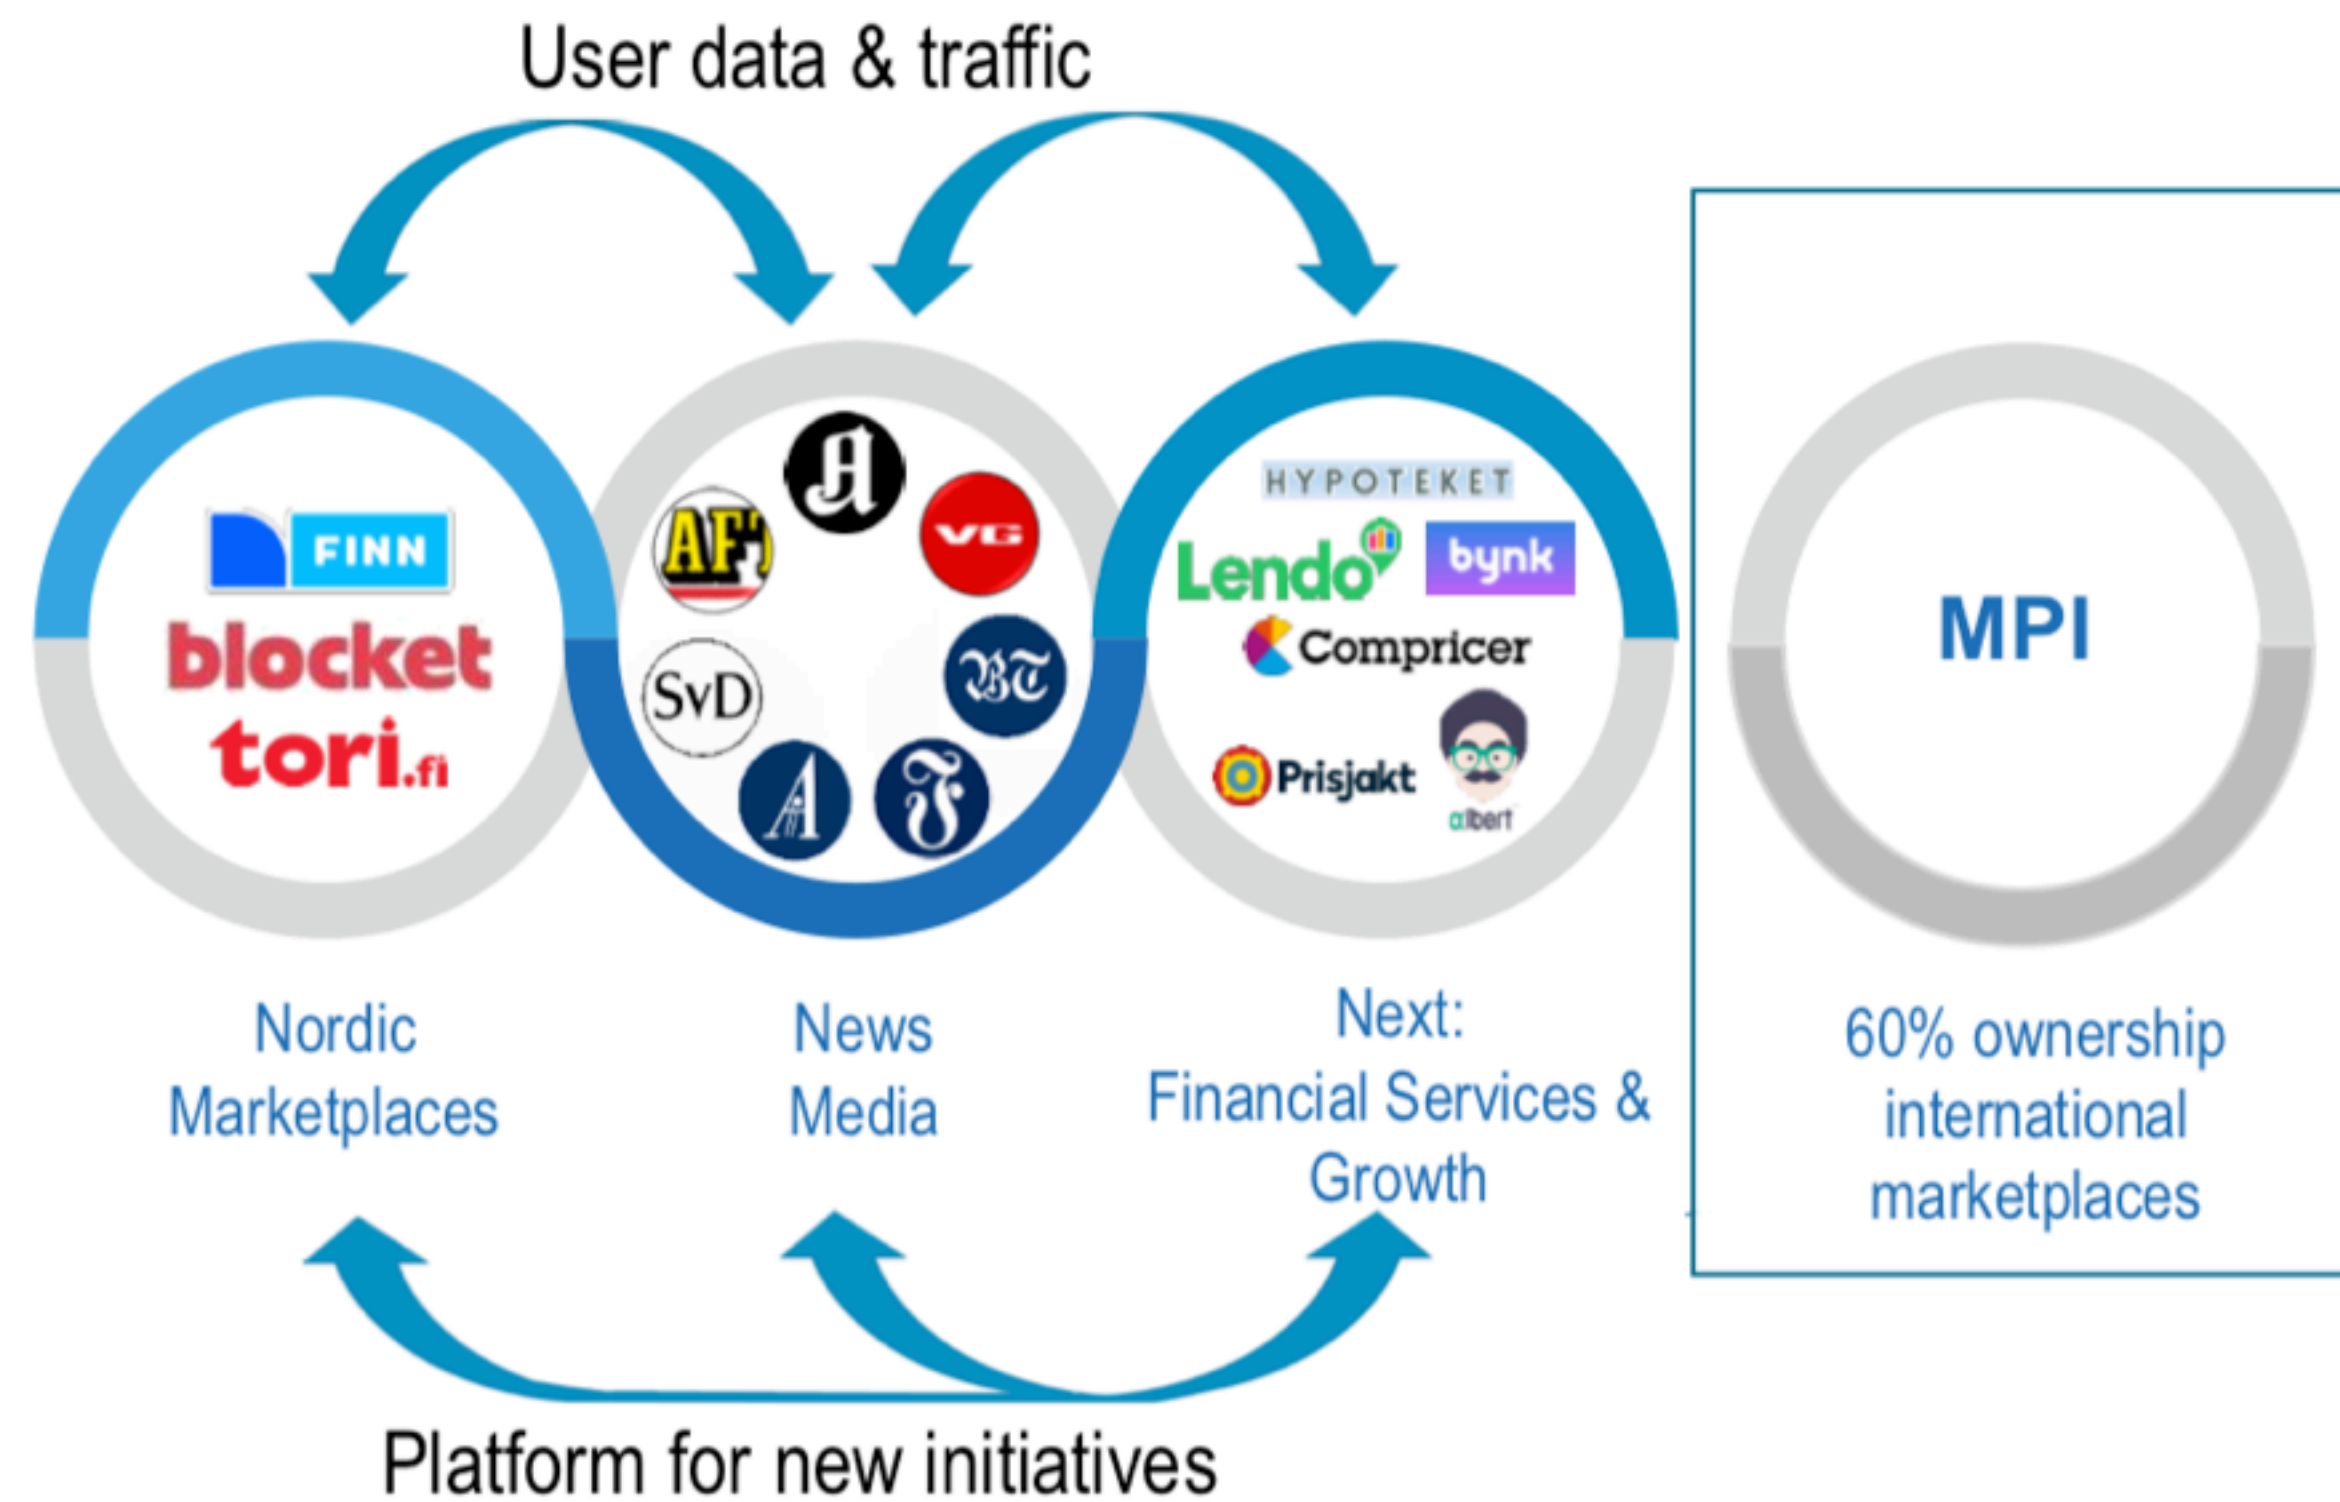 User data & traffic
FINN
blocket
tori.fi
A
AFT
VG
SvD
BT
A
HYPOTEKET
Lendo
bynk
Compricer
Prisjakt
albert
MPI
Nordic
Marketplaces
News
Media
Next:
Financial Services &
Growth
60% ownership
international
marketplaces
Platform for new initiatives